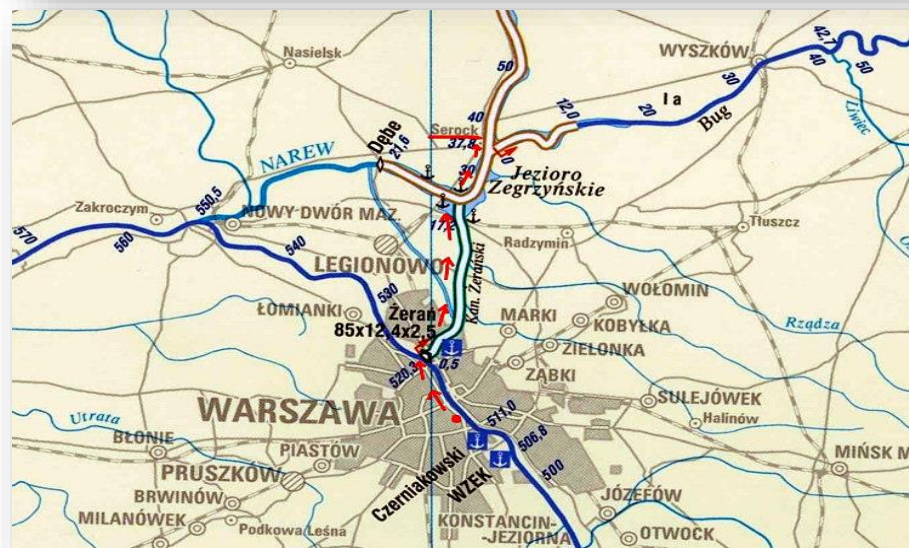 Nasielsk
WYSZKÓW
42,7
40
50
50
30
I a
20
Bug
12,0
Liwiec
40
Serock
37,8
0
30
Dębe
21,6
NAREW
Jezioro
Zegrzyńskie
Zakroczym
550,5
NOWY DWÓR MAZ.
570
560
540
17,2
Radzymin
Tłuszcz
LEGIONOWO
Kan. Żerański
530
ŁOMIANKI
Żerań
85x12,4x2,5
WOŁOMIN
MARKI
KOBYŁKA
Rządza
ZIELONKA
0,5
ZĄBKI
520,3
WARSZAWA
511,0
SULEJÓWEK
Halinów
Utrata
BŁONIE
PIASTÓW
506,8
Czerniakowski
WZEK
500
MIŃSK M
PRUSZKÓW
BRWINÓW
MILANÓWEK
Podkowa Leśna
JÓZEFÓW
KONSTANCIN-
-JEZIORNA
OTWOCK